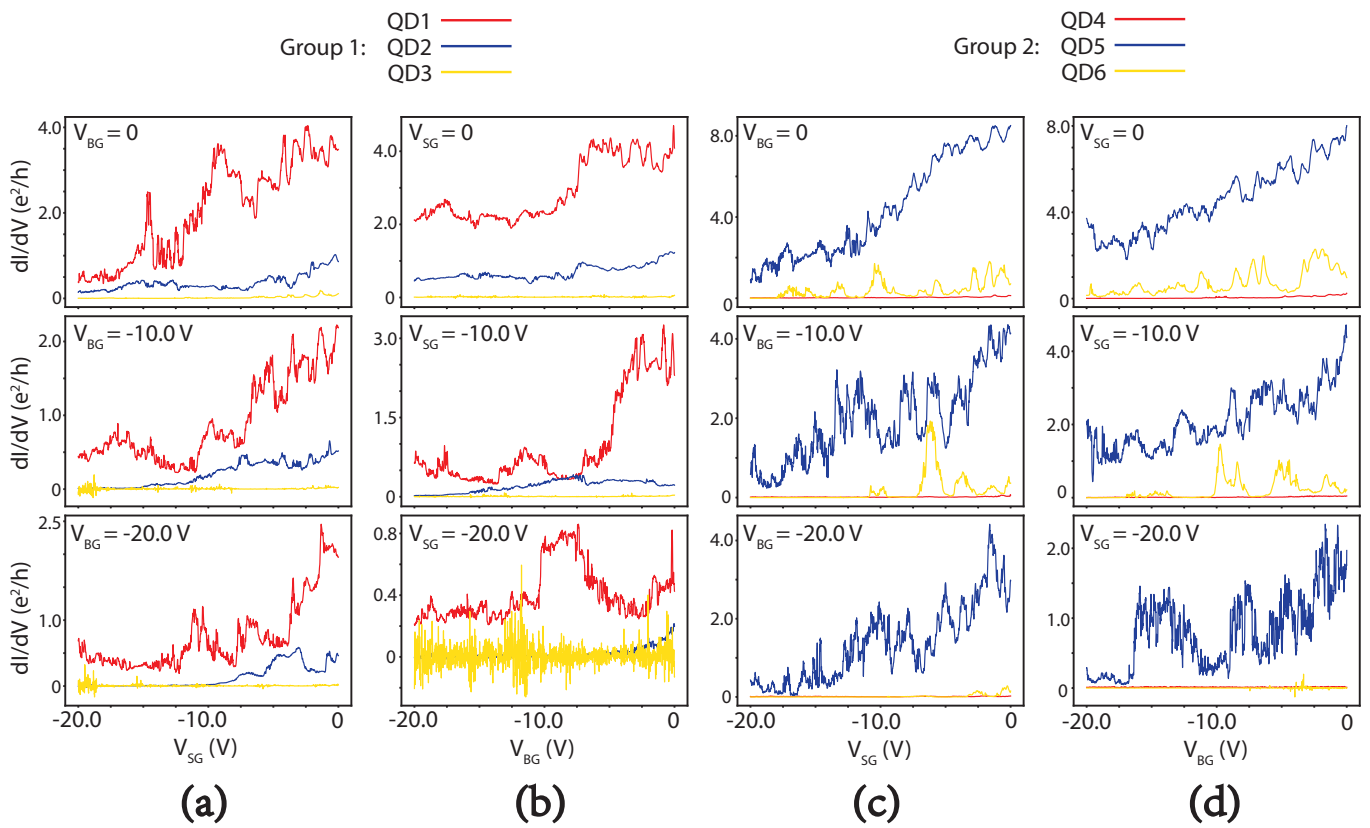 QD1
Group 1: QD2
QD3
QD4
Group 2: QD5
QD6
V_BG = 0
V_SG = 0
V_BG = 0
V_SG = 0
dI/dV (e²/h)
4.0
2.0
0
4.0
2.0
0
8.0
4.0
0
8.0
4.0
0
V_BG = -10.0 V
V_SG = -10.0 V
V_BG = -10.0 V
V_SG = -10.0 V
dI/dV (e²/h)
2.0
1.0
0.0
3.0
1.5
0
4.0
2.0
0
4.0
2.0
0
V_BG = -20.0 V
V_SG = -20.0 V
V_BG = -20.0 V
V_SG = -20.0 V
dI/dV (e²/h)
2.5
1.0
0
0.8
0.4
0
4.0
2.0
0
2.0
1.0
0
-20.0 -10.0 0
-20.0 -10.0 0
-20.0 -10.0 0
-20.0 -10.0 0
V_SG (V)
V_BG (V)
V_SG (V)
V_BG (V)
(a)
(b)
(c)
(d)